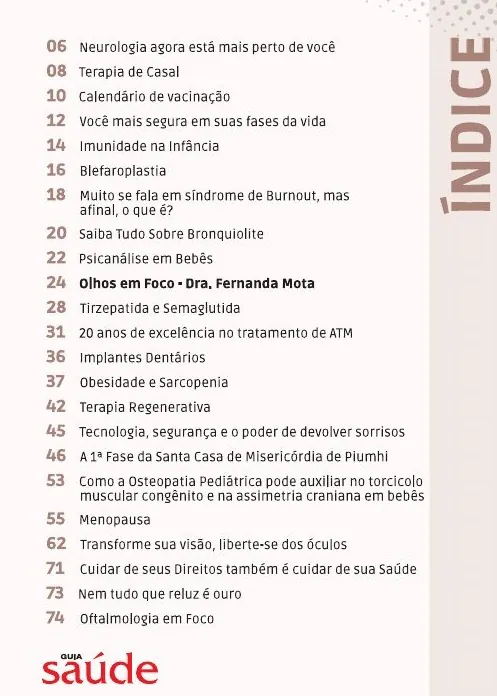 ÍNDICE
06 Neurologia agora está mais perto de você
08 Terapia de Casal
10 Calendário de vacinação
12 Você mais segura em suas fases da vida
14 Imunidade na Infância
16 Blefaroplastia
18 Muito se fala em síndrome de Burnout, mas
afinal, o que é?
20 Saiba Tudo Sobre Bronquiolite
22 Psicanálise em Bebês
24 Olhos em Foco - Dra. Fernanda Mota
28 Tirzepatida e Semaglutida
31 20 anos de excelência no tratamento de ATM
36 Implantes Dentários
37 Obesidade e Sarcopenia
42 Terapia Regenerativa
45 Tecnologia, segurança e o poder de devolver sorrisos
46 A 1ª Fase da Santa Casa de Misericórdia de Piumhi
53 Como a Osteopatia Pediátrica pode auxiliar no torcicolo
muscular congênito e na assimetria craniana em bebês
55 Menopausa
62 Transforme sua visão, liberte-se dos óculos
71 Cuidar de seus Direitos também é cuidar de sua Saúde
73 Nem tudo que reluz é ouro
74 Oftalmologia em Foco
GUIA
saúde